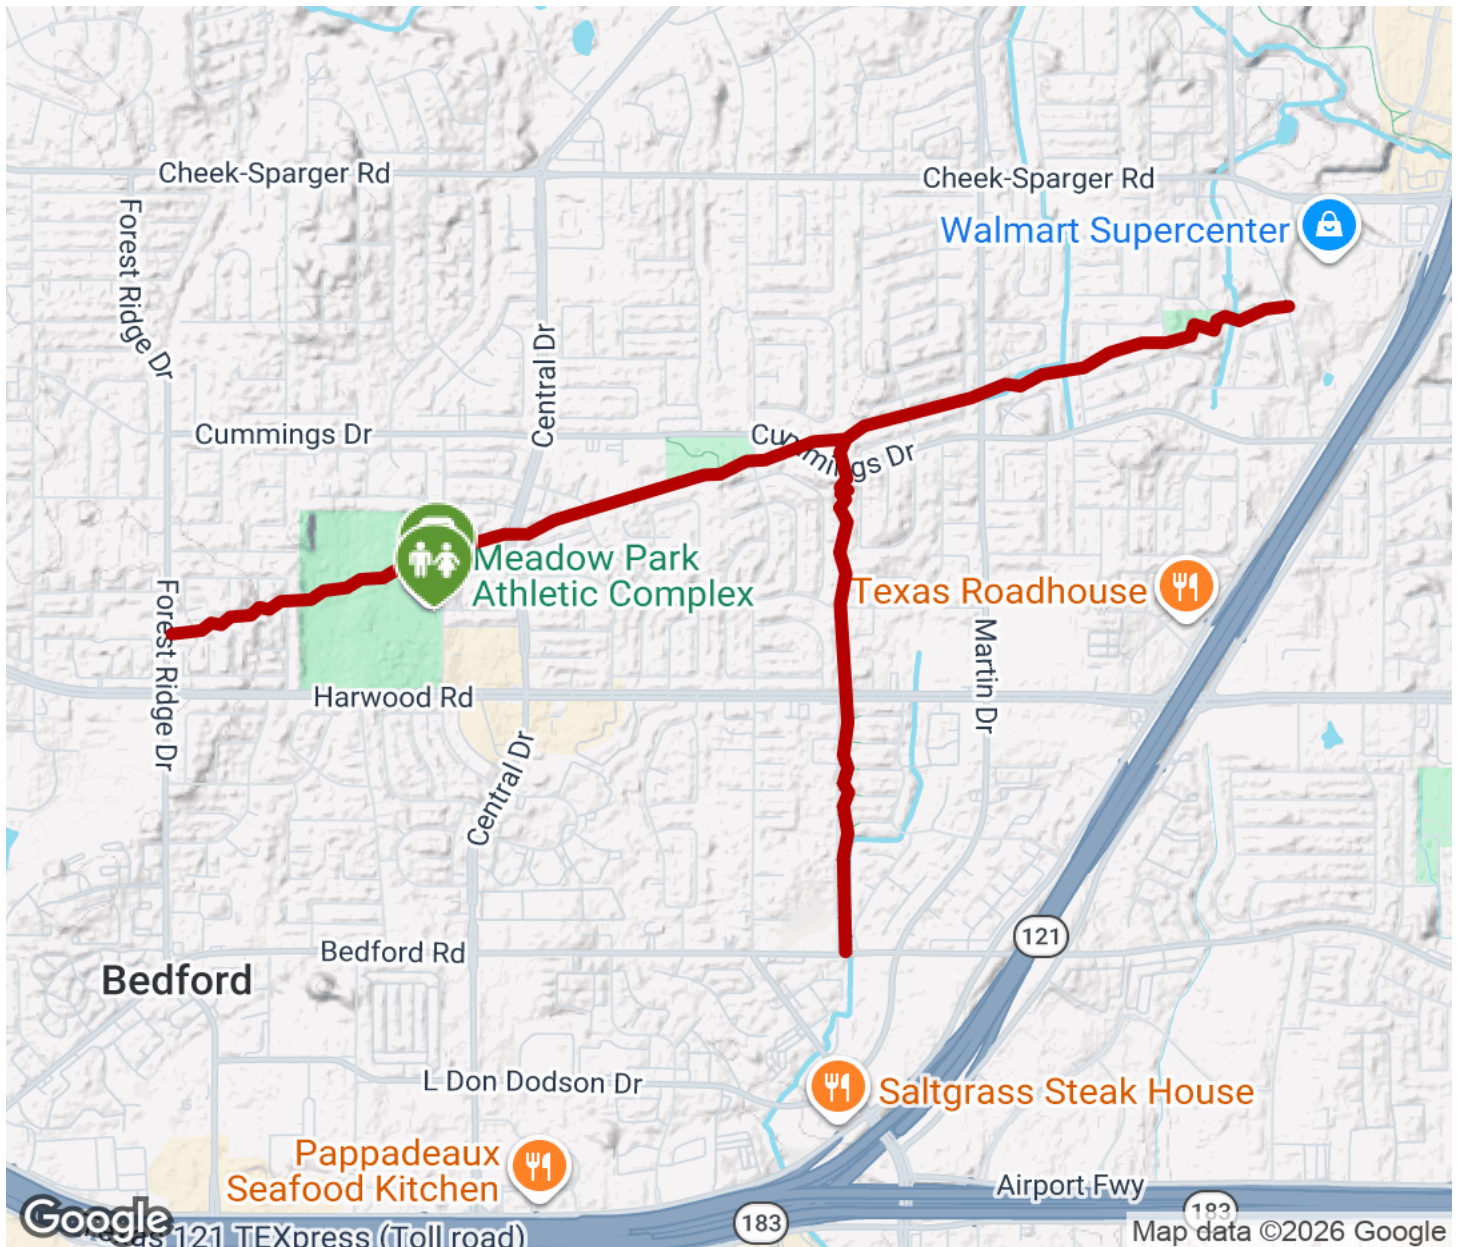 Cheek-Sparger Rd
Cheek-Sparger Rd
Forest Ridge Dr
Walmart Supercenter
Central Dr
Cummings Dr
Cummings Dr
Meadow Park
Athletic Complex
Texas Roadhouse
Forest Ridge Dr
Martin Dr
Harwood Rd
Central Dr
Bedford Rd
121
Bedford
L Don Dodson Dr
Saltgrass Steak House
Pappadeaux
Seafood Kitchen
Airport Fwy
183
183
Google
121 TEXpress (Toll road)
Map data ©2026 Google